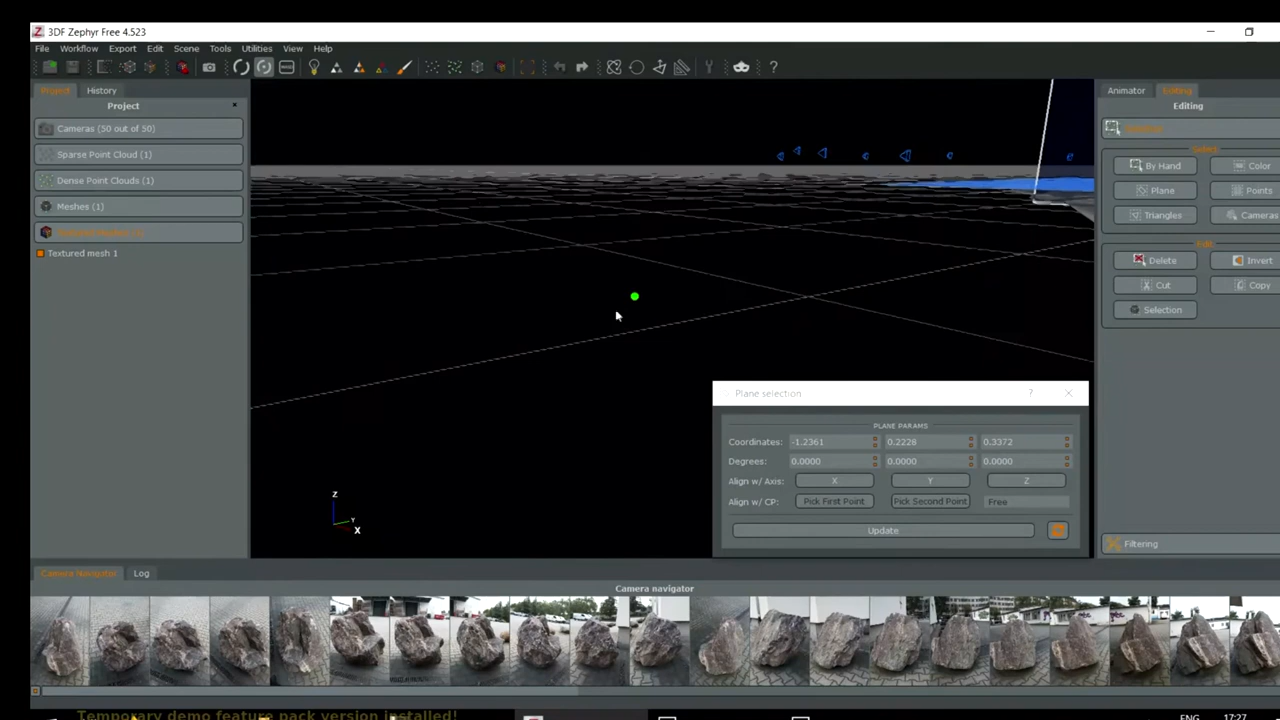 3DF Zephyr Free 4.523
File Workflow Export Edit Scene Tools Utilities View Help
Project History
Project
Cameras (50 out of 50)
Sparse Point Cloud (1)
Dense Point Clouds (1)
Meshes (1)
Textured mesh 1
Z
Y
X
Animator Editing
Editing
Select
By Hand Color
Plane Points
Triangles Cameras
Edit
Delete Invert
Cut Copy
Selection
Filtering
Plane selection
PLANE PARAMS
Coordinates: -1.2361 0.2228 0.3372
Degrees: 0.0000 0.0000 0.0000
Align w/ Axis: X Y Z
Align w/ CP: Pick First Point Pick Second Point Free
Update
Camera Navigator Log
Camera navigator
Temporary demo feature pack version installed!
ENG 17:27